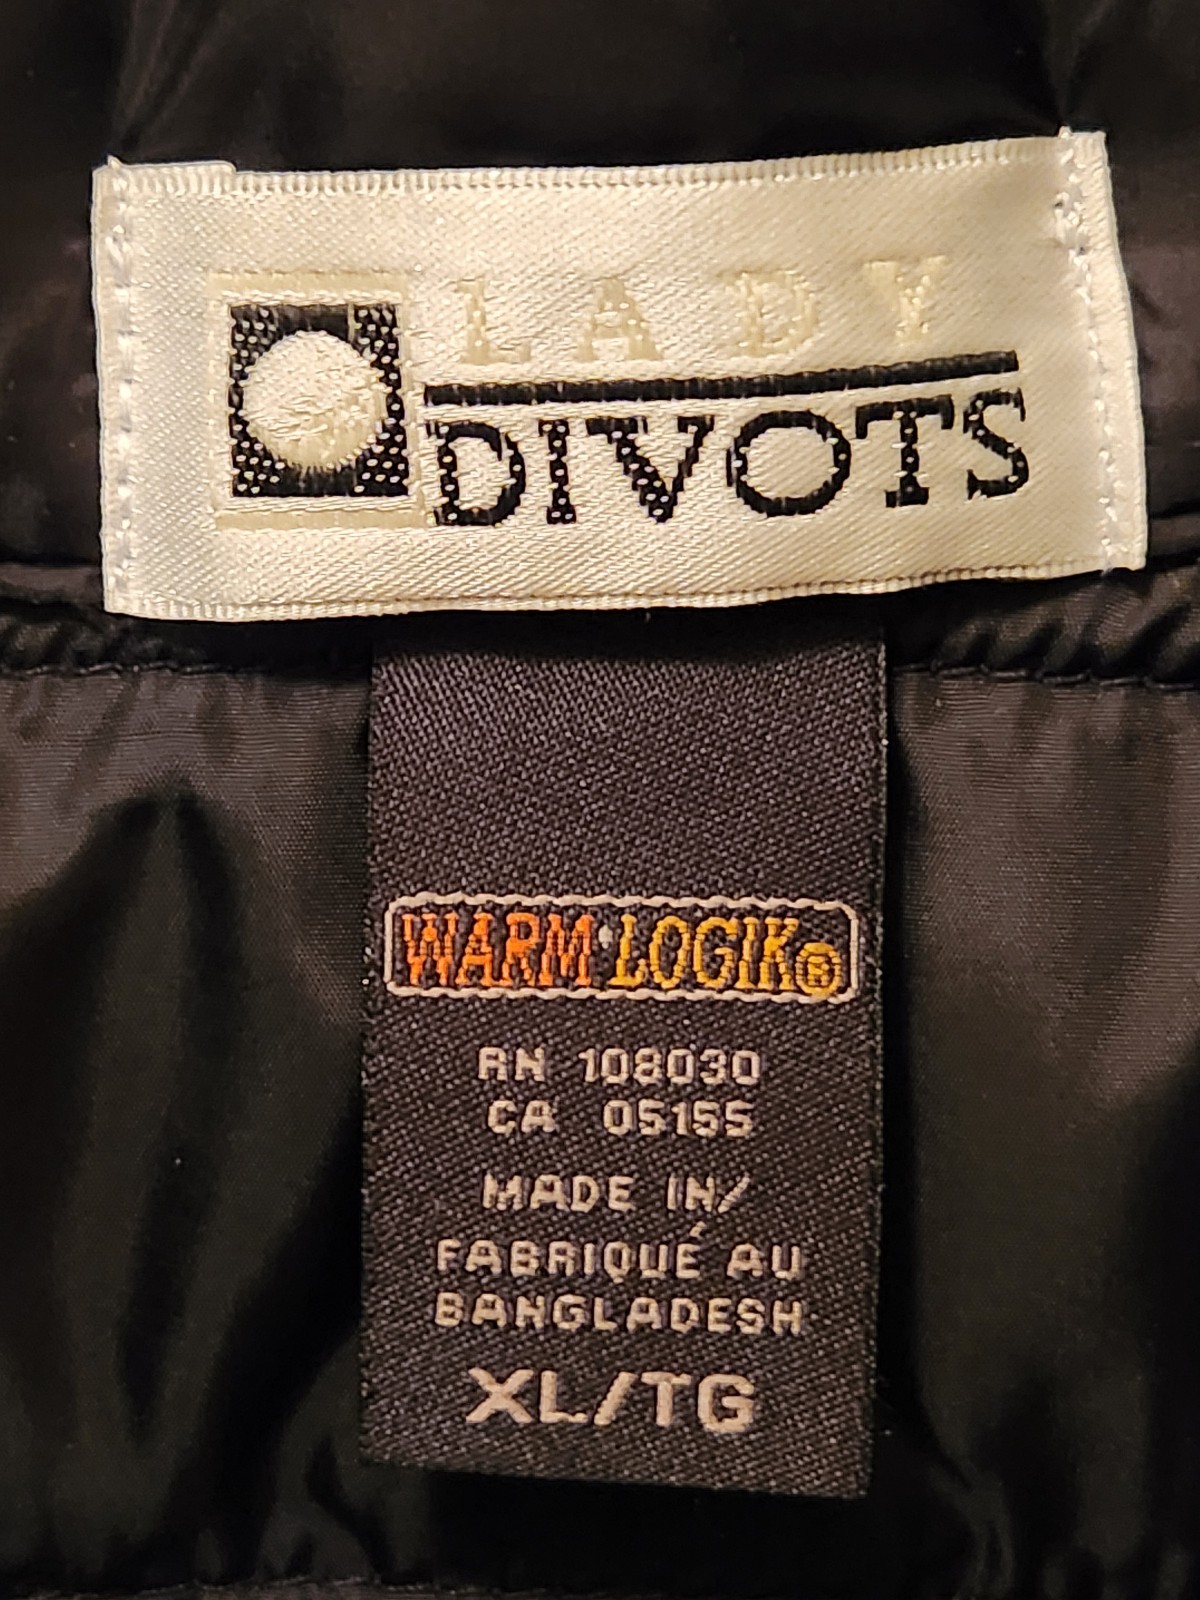 LADY
DIVOTS
WARM·LOGIK®
RN 108030
CA 05155
MADE IN/
FABRIQUÉ AU
BANGLADESH
XL/TG